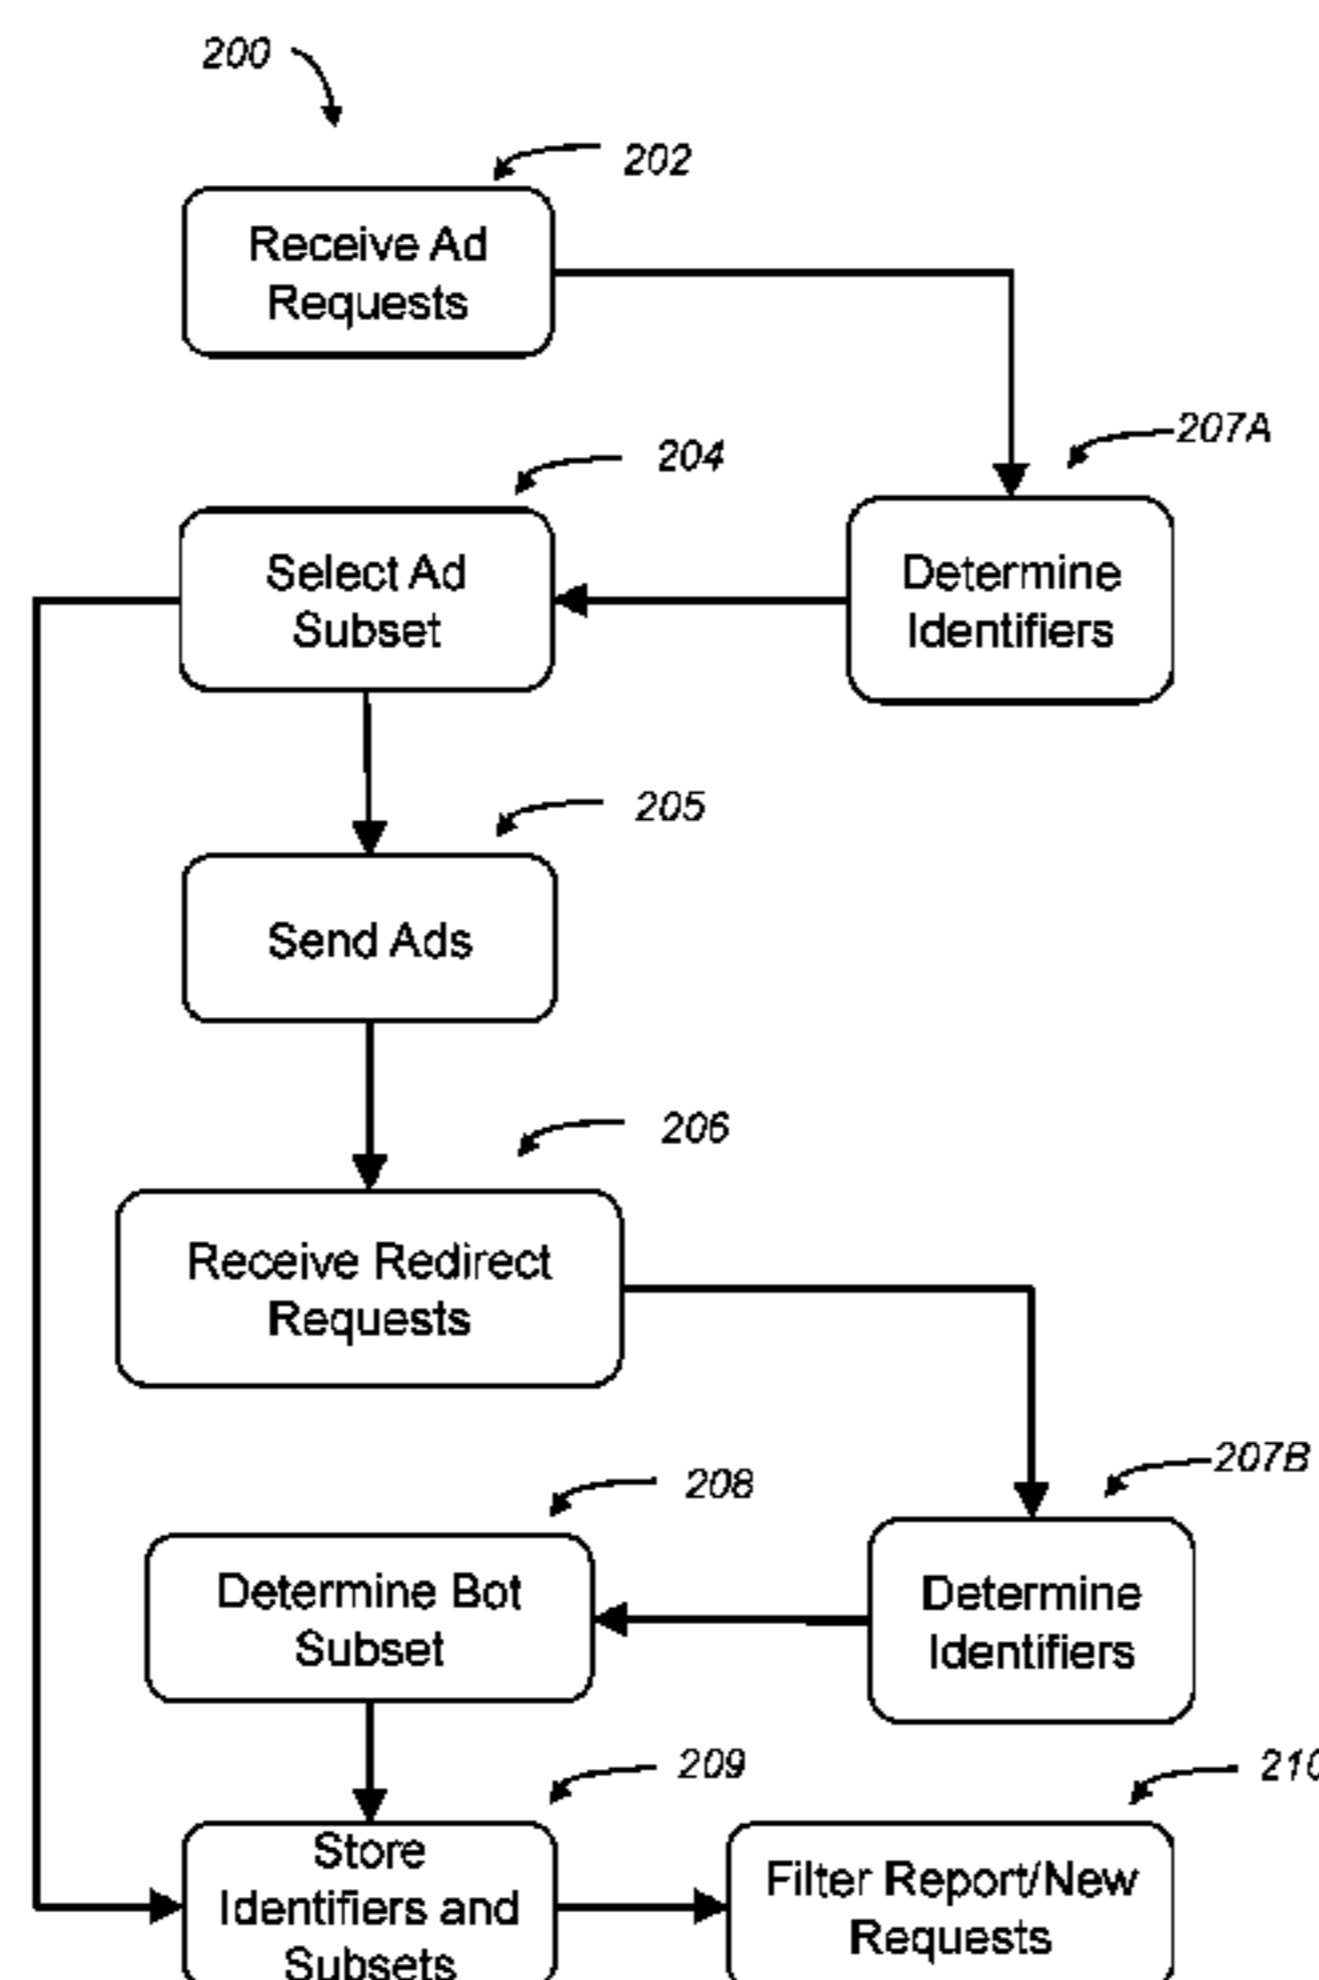 200
202
Receive Ad
Requests
207A
204
Select Ad
Subset
Determine
Identifiers
205
Send Ads
206
Receive Redirect
Requests
207B
208
Determine Bot
Subset
Determine
Identifiers
209
210
Store
Identifiers and
Subsets
Filter Report/New
Requests